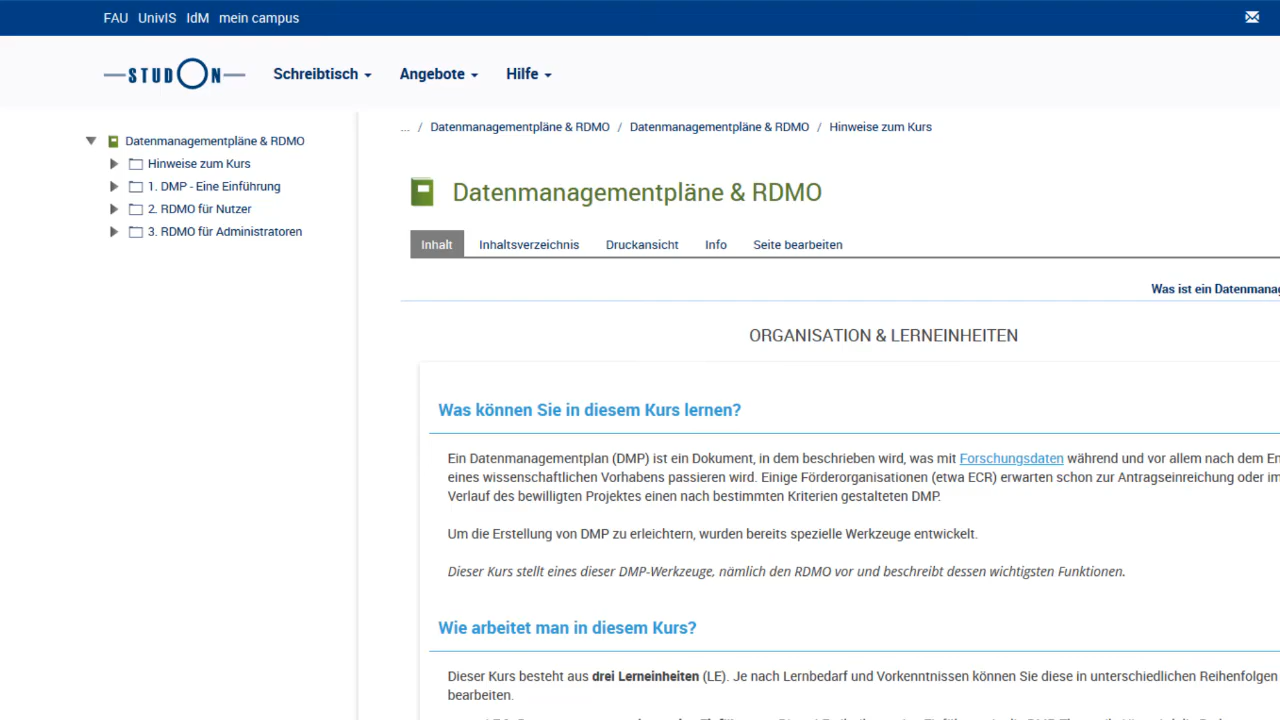 FAU UnivIS IdM mein campus
STUDON Schreibtisch Angebote Hilfe
Datenmanagementpläne & RDMO
Hinweise zum Kurs
1. DMP - Eine Einführung
2. RDMO für Nutzer
3. RDMO für Administratoren
... / Datenmanagementpläne & RDMO / Datenmanagementpläne & RDMO / Hinweise zum Kurs
Datenmanagementpläne & RDMO
Inhalt Inhaltsverzeichnis Druckansicht Info Seite bearbeiten
Was ist ein Datenmanag
ORGANISATION & LERNEINHEITEN
Was können Sie in diesem Kurs lernen?
Ein Datenmanagementplan (DMP) ist ein Dokument, in dem beschrieben wird, was mit Forschungsdaten während und vor allem nach dem En
eines wissenschaftlichen Vorhabens passieren wird. Einige Förderorganisationen (etwa ECR) erwarten schon zur Antragseinreichung oder im
Verlauf des bewilligten Projektes einen nach bestimmten Kriterien gestalteten DMP.
Um die Erstellung von DMP zu erleichtern, wurden bereits spezielle Werkzeuge entwickelt.
Dieser Kurs stellt eines dieser DMP-Werkzeuge, nämlich den RDMO vor und beschreibt dessen wichtigsten Funktionen.
Wie arbeitet man in diesem Kurs?
Dieser Kurs besteht aus drei Lerneinheiten (LE). Je nach Lernbedarf und Vorkenntnissen können Sie diese in unterschiedlichen Reihenfolgen
bearbeiten.